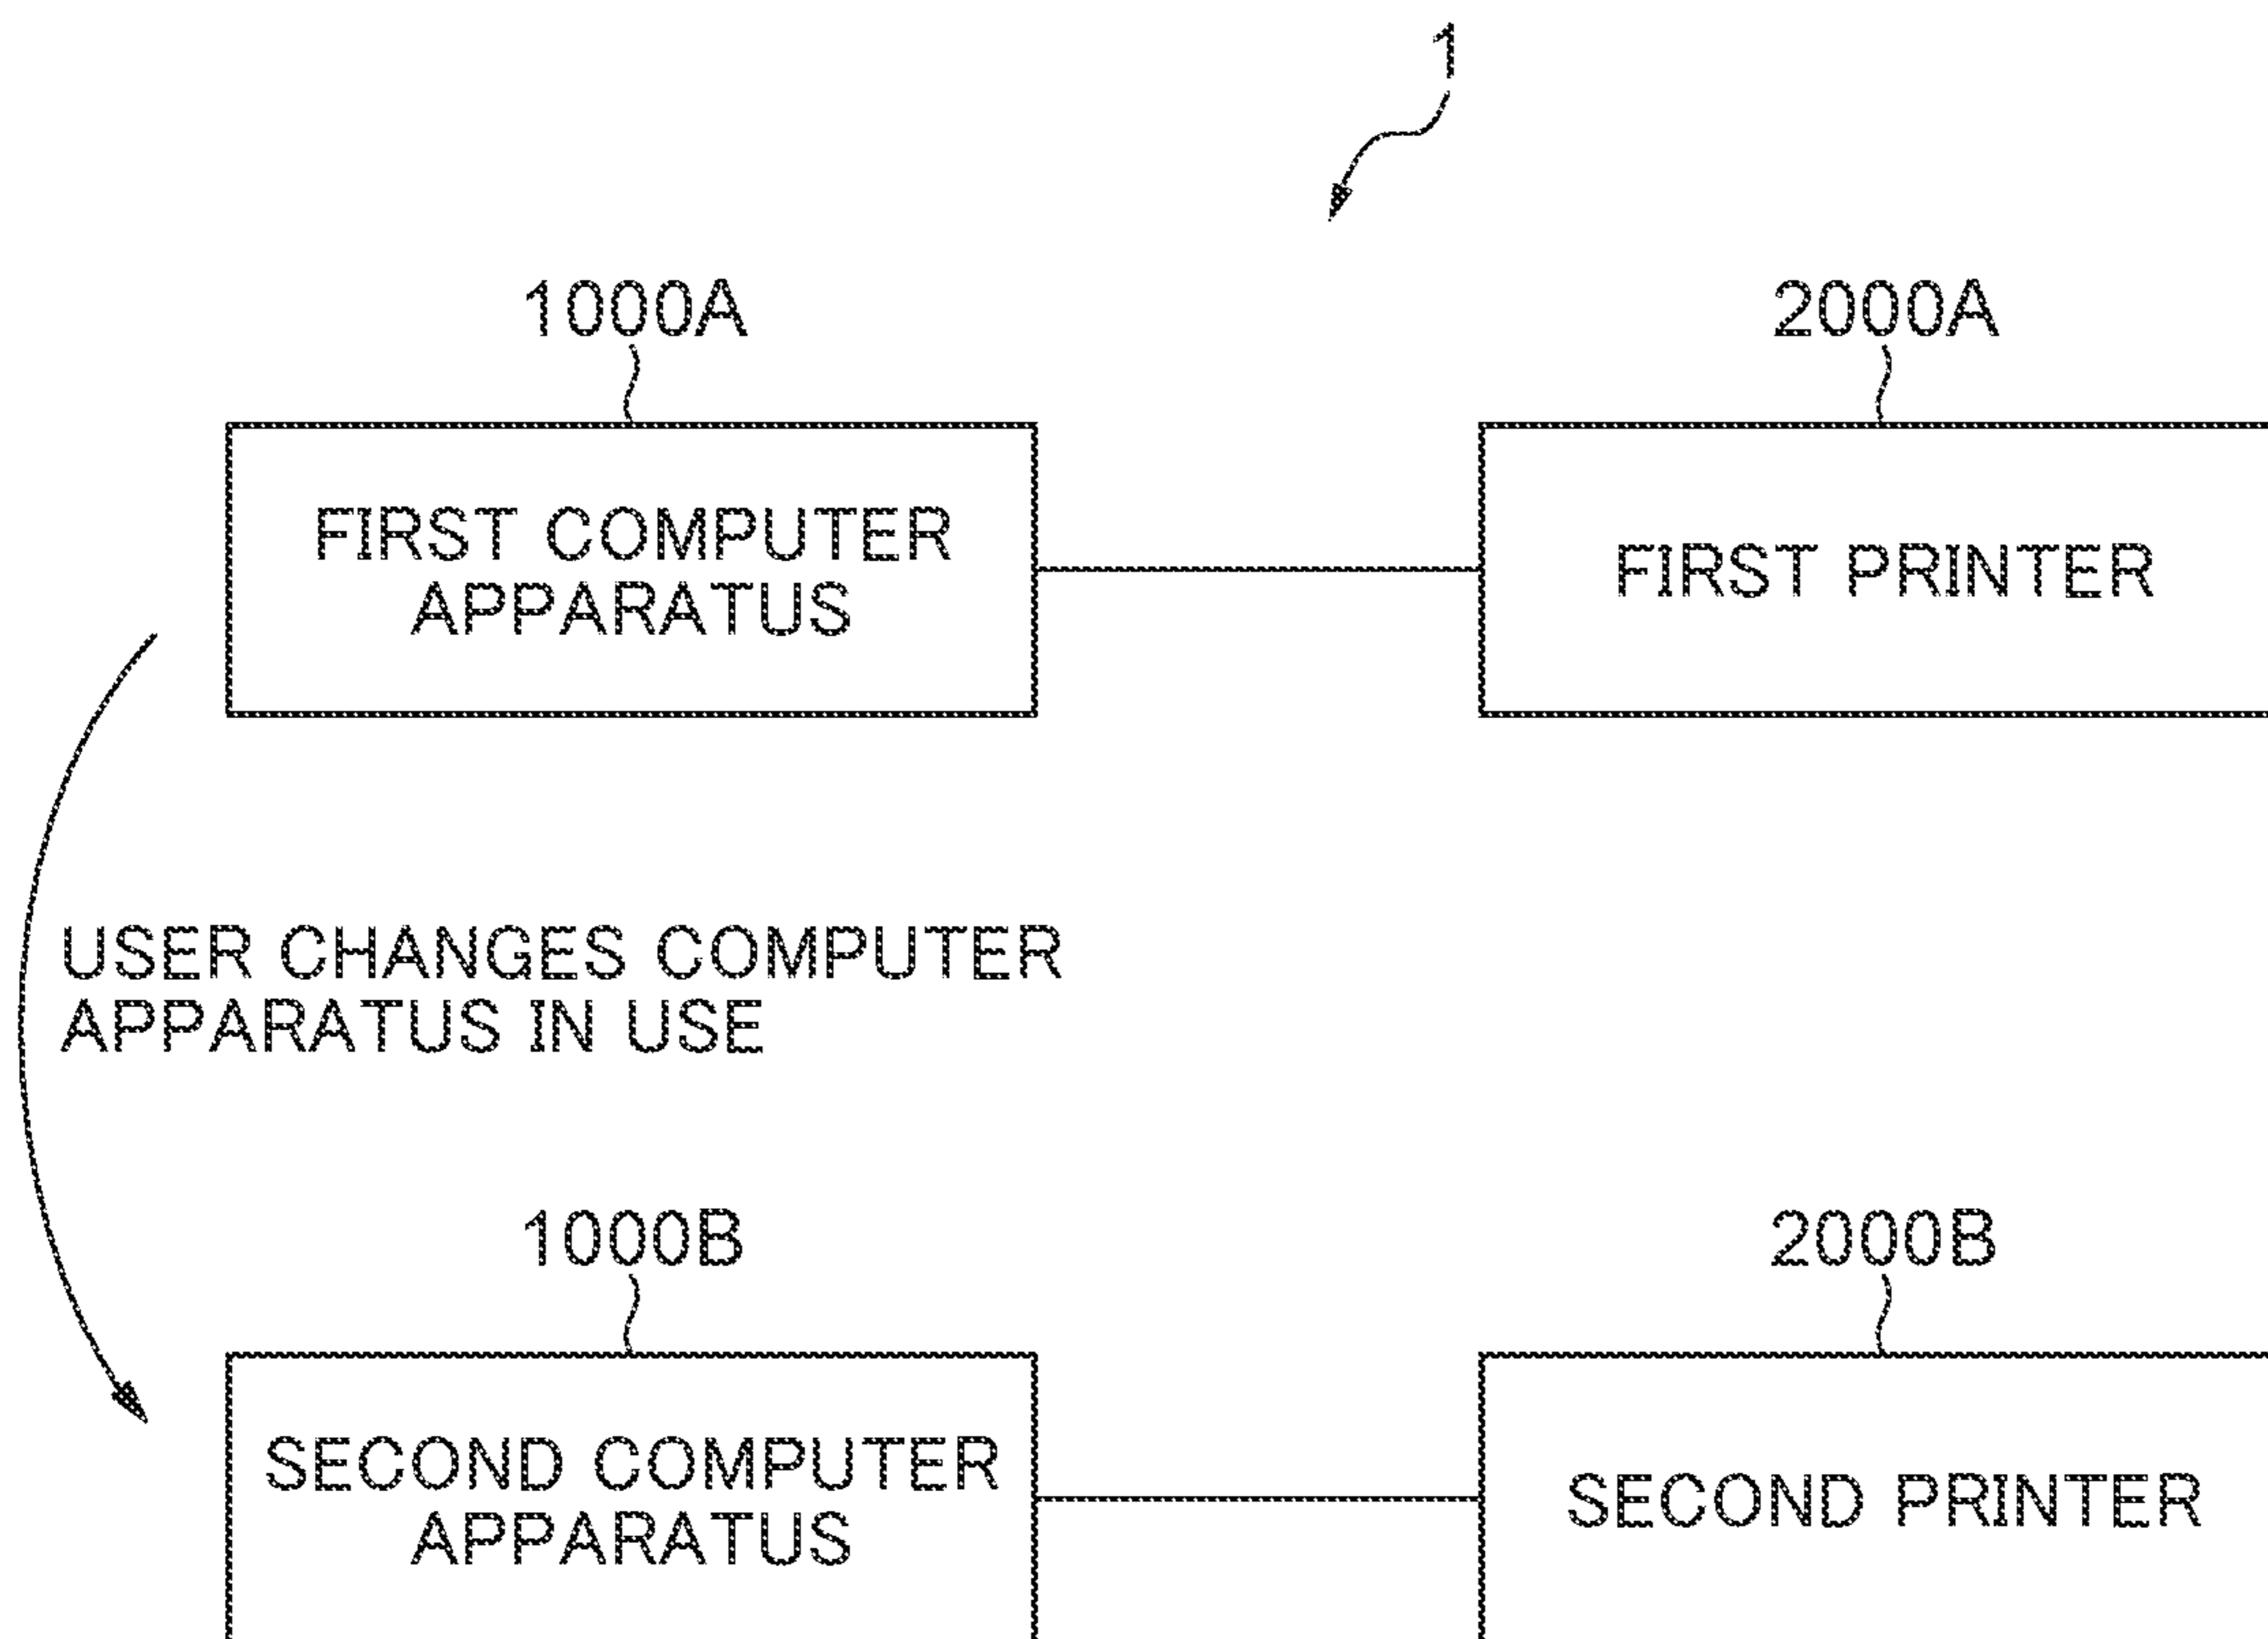 1
1000A
2000A
FIRST COMPUTER
APPARATUS
FIRST PRINTER
USER CHANGES COMPUTER
APPARATUS IN USE
1000B
2000B
SECOND COMPUTER
APPARATUS
SECOND PRINTER